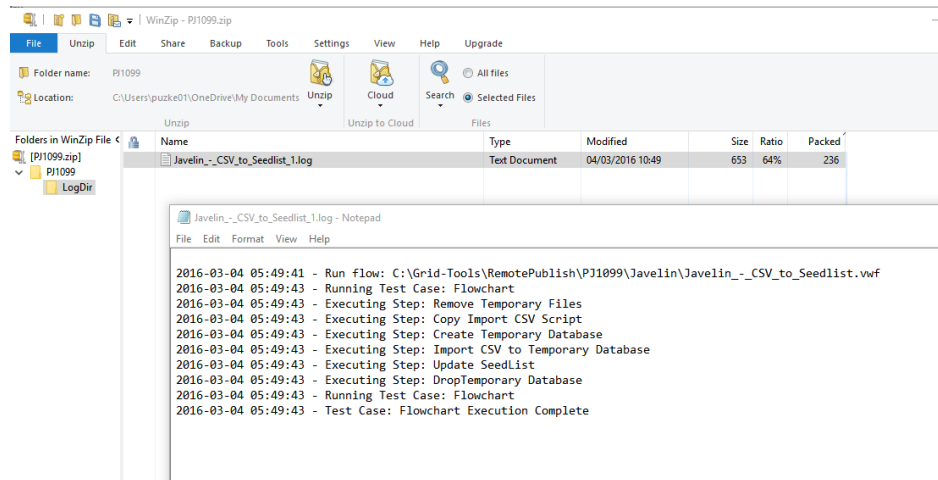 WinZip - PJ1099.zip
File Unzip Edit Share Backup Tools Settings View Help Upgrade
Folder name: PJ1099
Location: C:\Users\puzke01\OneDrive\My Documents
Unzip
Cloud
Search
All files
Selected Files
Unzip Unzip to Cloud Files
Folders in WinZip File
Name Type Modified Size Ratio Packed
[PJ1099.zip]
PJ1099
LogDir
Javelin_-_CSV_to_Seedlist_1.log Text Document 04/03/2016 10:49 653 64% 236
Javelin_-_CSV_to_Seedlist_1.log - Notepad
File Edit Format View Help
2016-03-04 05:49:41 - Run flow: C:\Grid-Tools\RemotePublish\PJ1099\Javelin\Javelin_-_CSV_to_Seedlist.vwf
2016-03-04 05:49:43 - Running Test Case: Flowchart
2016-03-04 05:49:43 - Executing Step: Remove Temporary Files
2016-03-04 05:49:43 - Executing Step: Copy Import CSV Script
2016-03-04 05:49:43 - Executing Step: Create Temporary Database
2016-03-04 05:49:43 - Executing Step: Import CSV to Temporary Database
2016-03-04 05:49:43 - Executing Step: Update SeedList
2016-03-04 05:49:43 - Executing Step: DropTemporary Database
2016-03-04 05:49:43 - Running Test Case: Flowchart
2016-03-04 05:49:43 - Test Case: Flowchart Execution Complete